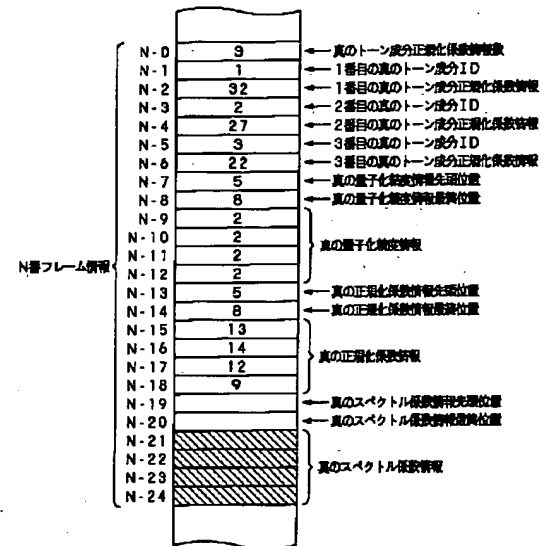 N-0 3 真のトーン成分正規化係数情報数
N-1 1 1番目の真のトーン成分ID
N-2 32 1番目の真のトーン成分正規化係数情報
N-3 2 2番目の真のトーン成分ID
N-4 27 2番目の真のトーン成分正規化係数情報
N-5 3 3番目の真のトーン成分ID
N-6 22 3番目の真のトーン成分正規化係数情報
N-7 5 真の量子化精度情報先頭位置
N-8 8 真の量子化精度情報最終位置
N-9 2
N-10 2
真の量子化精度情報
N-11 2
N番フレーム情報
N-12 2
N-13 5 真の正規化係数情報先頭位置
N-14 8 真の正規化係数情報最終位置
N-15 13
N-16 14
真の正規化係数情報
N-17 12
N-18 9
N-19 真のスペクトル係数情報先頭位置
N-20 真のスペクトル係数情報最終位置
N-21
N-22
真のスペクトル係数情報
N-23
N-24